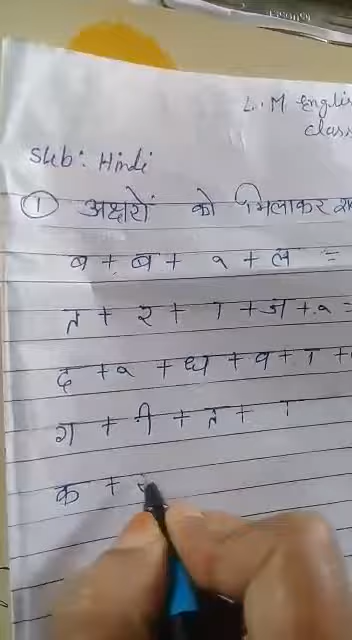 L.M English
Class
Sub: Hindi
① अक्षरों को मिलाकर
ब + ब + ू + ल =
त + र + ा + ज + ू =
द + ू + ध + व + ा +
ग + ी + त + ा
क +